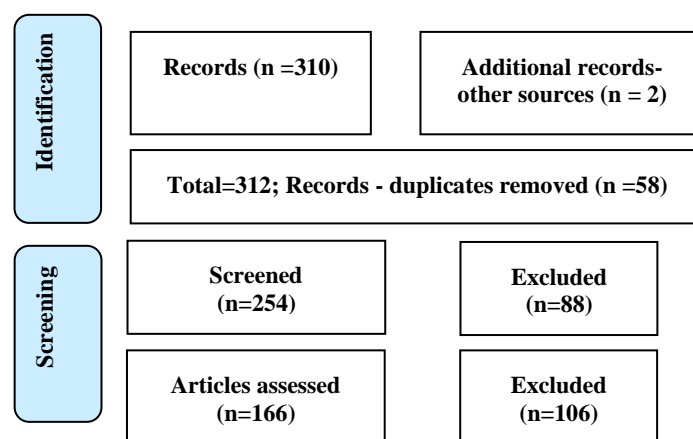 Identification
Records (n =310)
Additional records-
other sources (n = 2)
Total=312; Records - duplicates removed (n =58)
Screening
Screened
(n=254)
Excluded
(n=88)
Articles assessed
(n=166)
Excluded
(n=106)